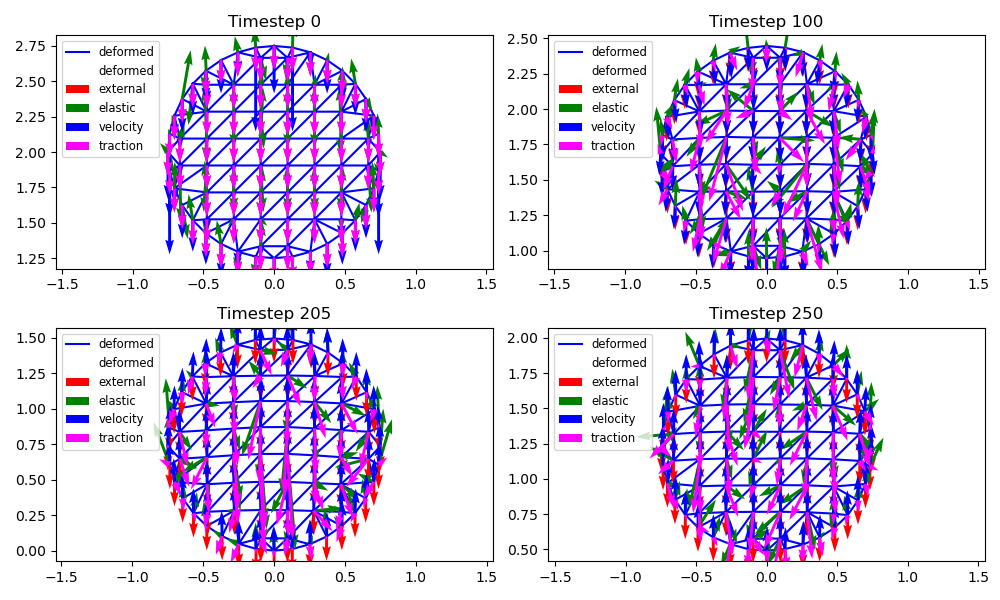 Timestep 0
2.75
2.50
2.25
2.00
1.75
1.50
1.25
−1.5 −1.0 −0.5 0.0 0.5 1.0 1.5
deformed
deformed
external
elastic
velocity
traction
Timestep 100
2.50
2.25
2.00
1.75
1.50
1.25
1.00
−1.5 −1.0 −0.5 0.0 0.5 1.0 1.5
deformed
deformed
external
elastic
velocity
traction
Timestep 205
1.50
1.25
1.00
0.75
0.50
0.25
0.00
−1.5 −1.0 −0.5 0.0 0.5 1.0 1.5
deformed
deformed
external
elastic
velocity
traction
Timestep 250
2.00
1.75
1.50
1.25
1.00
0.75
0.50
−1.5 −1.0 −0.5 0.0 0.5 1.0 1.5
deformed
deformed
external
elastic
velocity
traction